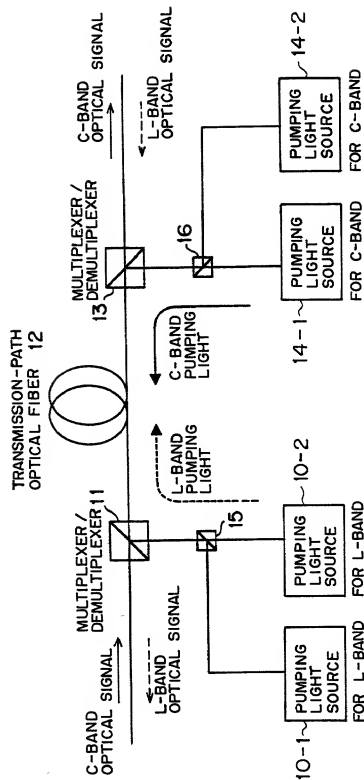 C-BAND OPTICAL SIGNAL
L-BAND OPTICAL SIGNAL
MULTIPLEXER/
DEMULTIPLEXER 11
TRANSMISSION-PATH
OPTICAL FIBER 12
MULTIPLEXER/
DEMULTIPLEXER
13
C-BAND
OPTICAL SIGNAL
L-BAND
OPTICAL SIGNAL
15
L-BAND
PUMPING
LIGHT
C-BAND
PUMPING
LIGHT
16
10-1
PUMPING
LIGHT
SOURCE
FOR L-BAND
10-2
PUMPING
LIGHT
SOURCE
FOR L-BAND
14-1
PUMPING
LIGHT
SOURCE
FOR C-BAND
14-2
PUMPING
LIGHT
SOURCE
FOR C-BAND